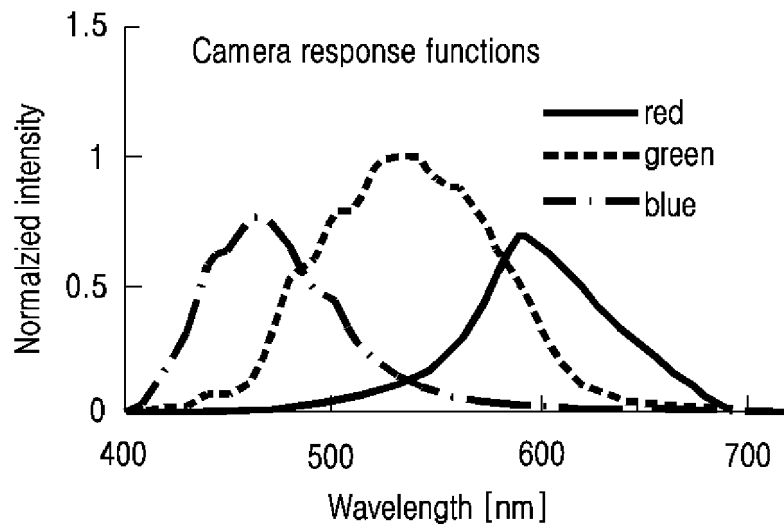 1.5
Camera response functions
red
green
blue
1
0.5
0
Normalzied intensity
400
500
600
700
Wavelength [nm]